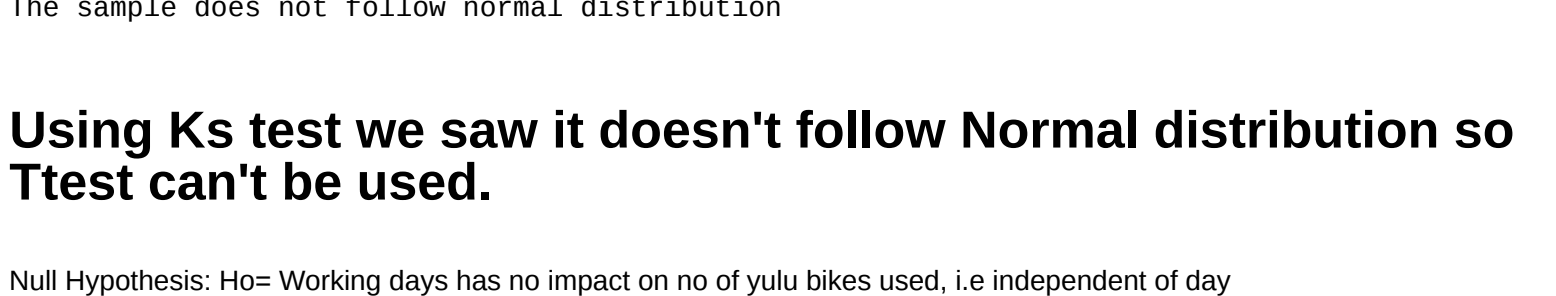 The sample does not follow normal distribution
Using Ks test we saw it doesn't follow Normal distribution so
Ttest can't be used.
Null Hypothesis: Ho= Working days has no impact on no of yulu bikes used, i.e independent of day